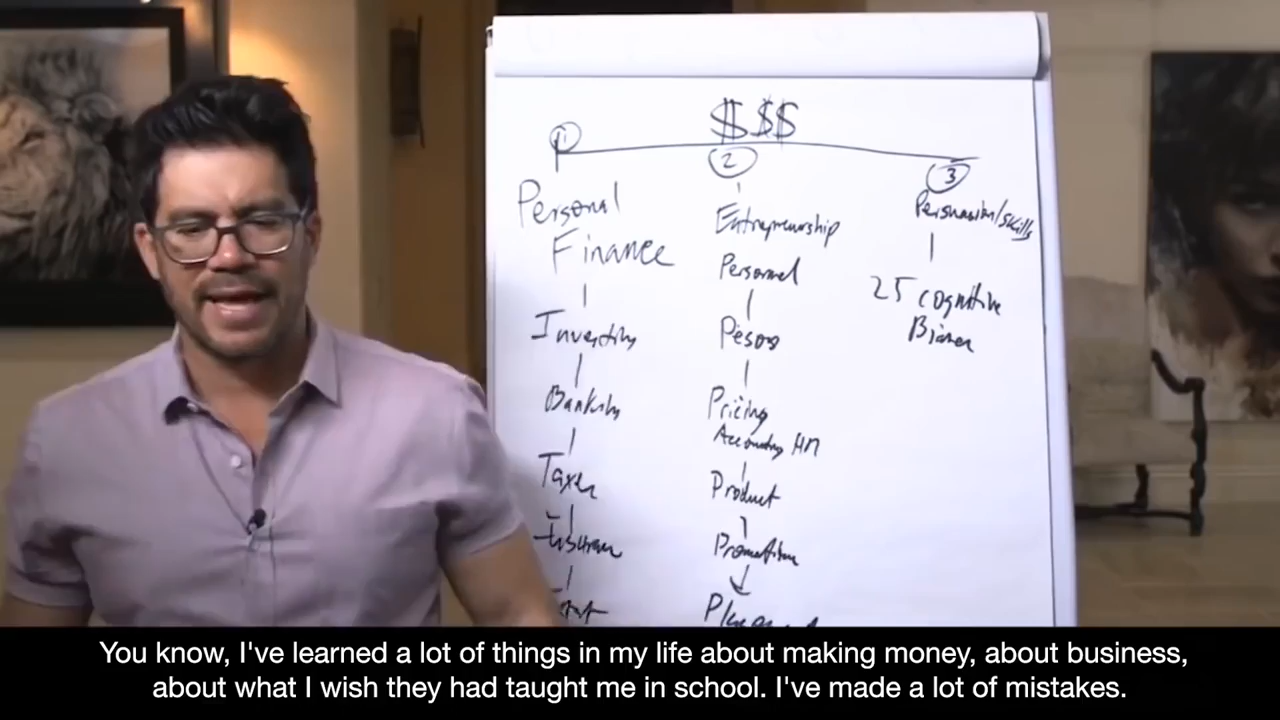 $$$
1
2
3
Personal
Finance
Investing
Banking
Taxes
Insurance
Entrepreneurship
Personnel
Pesos
Pricing
Accounting
Product
Promotion
Persuasion/skills
25 cognitive
Biases
You know, I've learned a lot of things in my life about making money, about business,
about what I wish they had taught me in school. I've made a lot of mistakes.